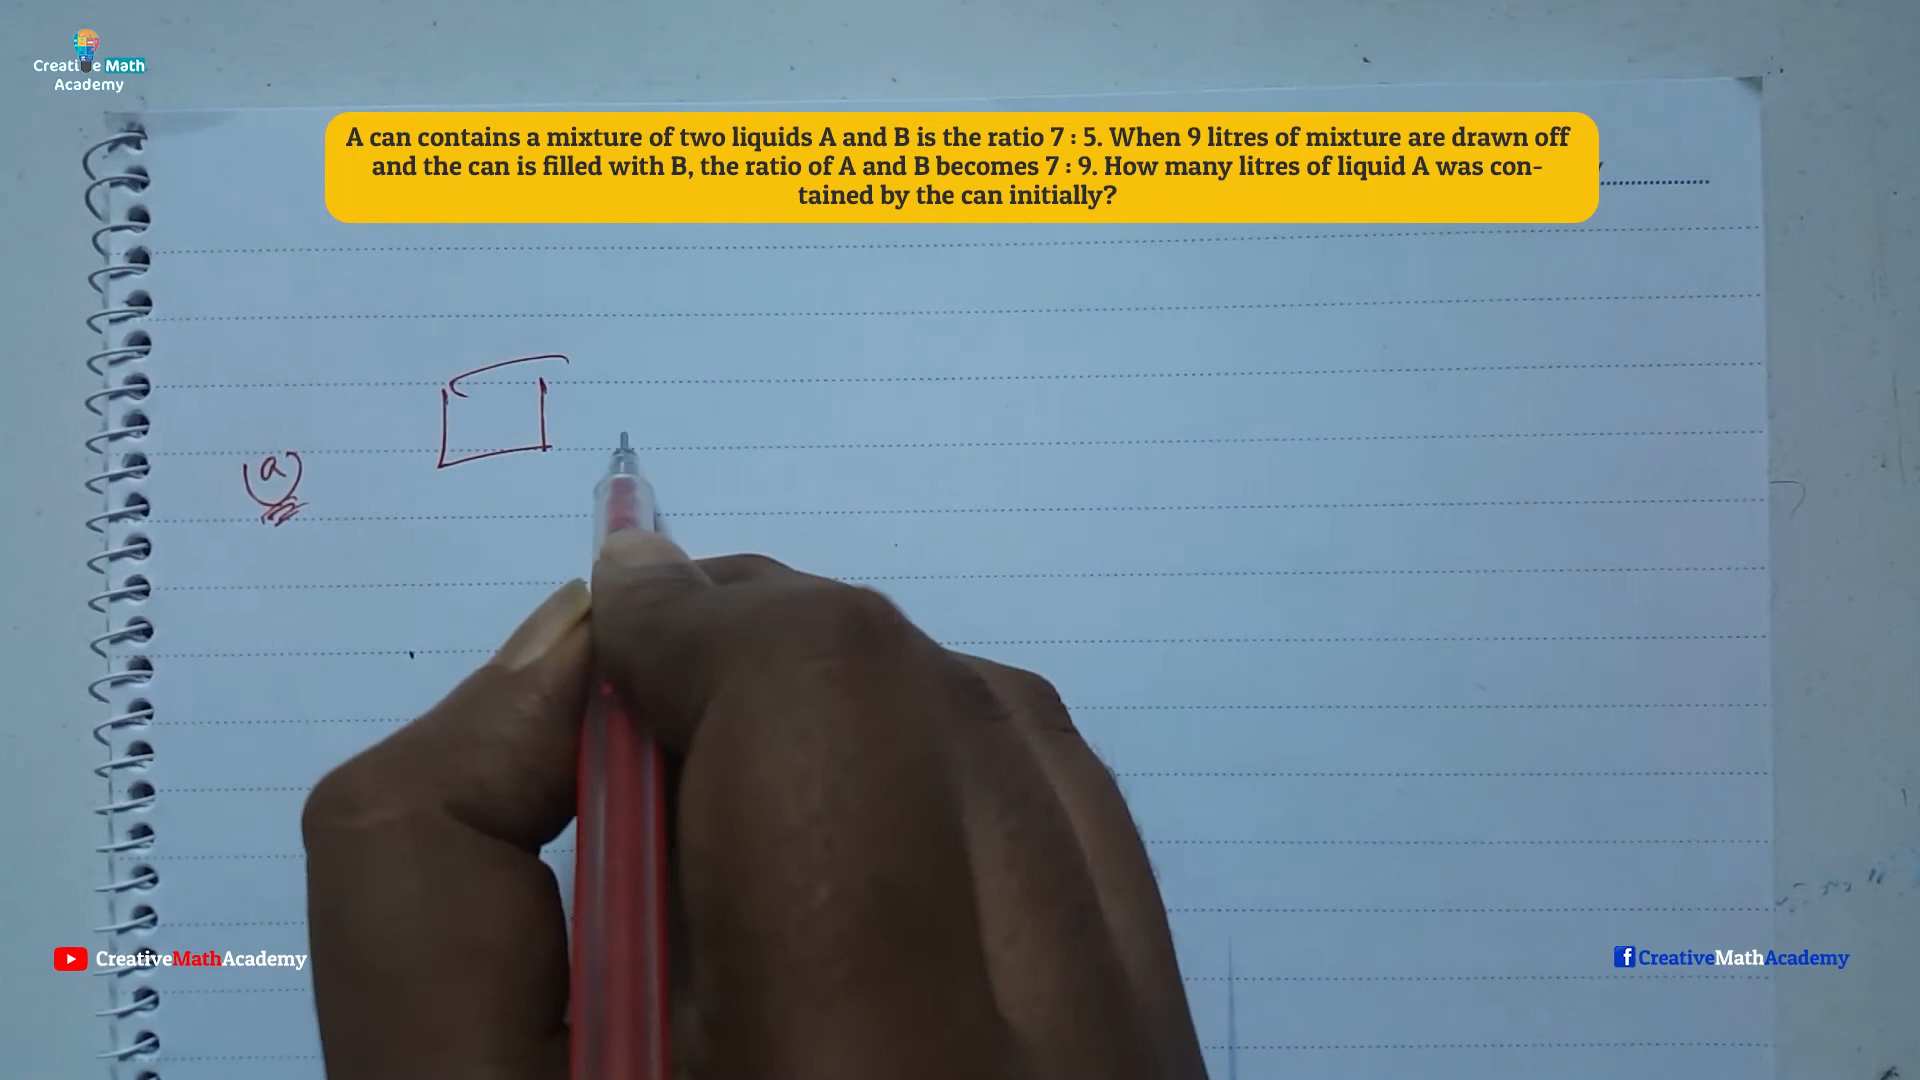 Creative Math
Academy
A can contains a mixture of two liquids A and B is the ratio 7 : 5. When 9 litres of mixture are drawn off
and the can is filled with B, the ratio of A and B becomes 7 : 9. How many litres of liquid A was con-
tained by the can initially?
a
CreativeMathAcademy
CreativeMathAcademy